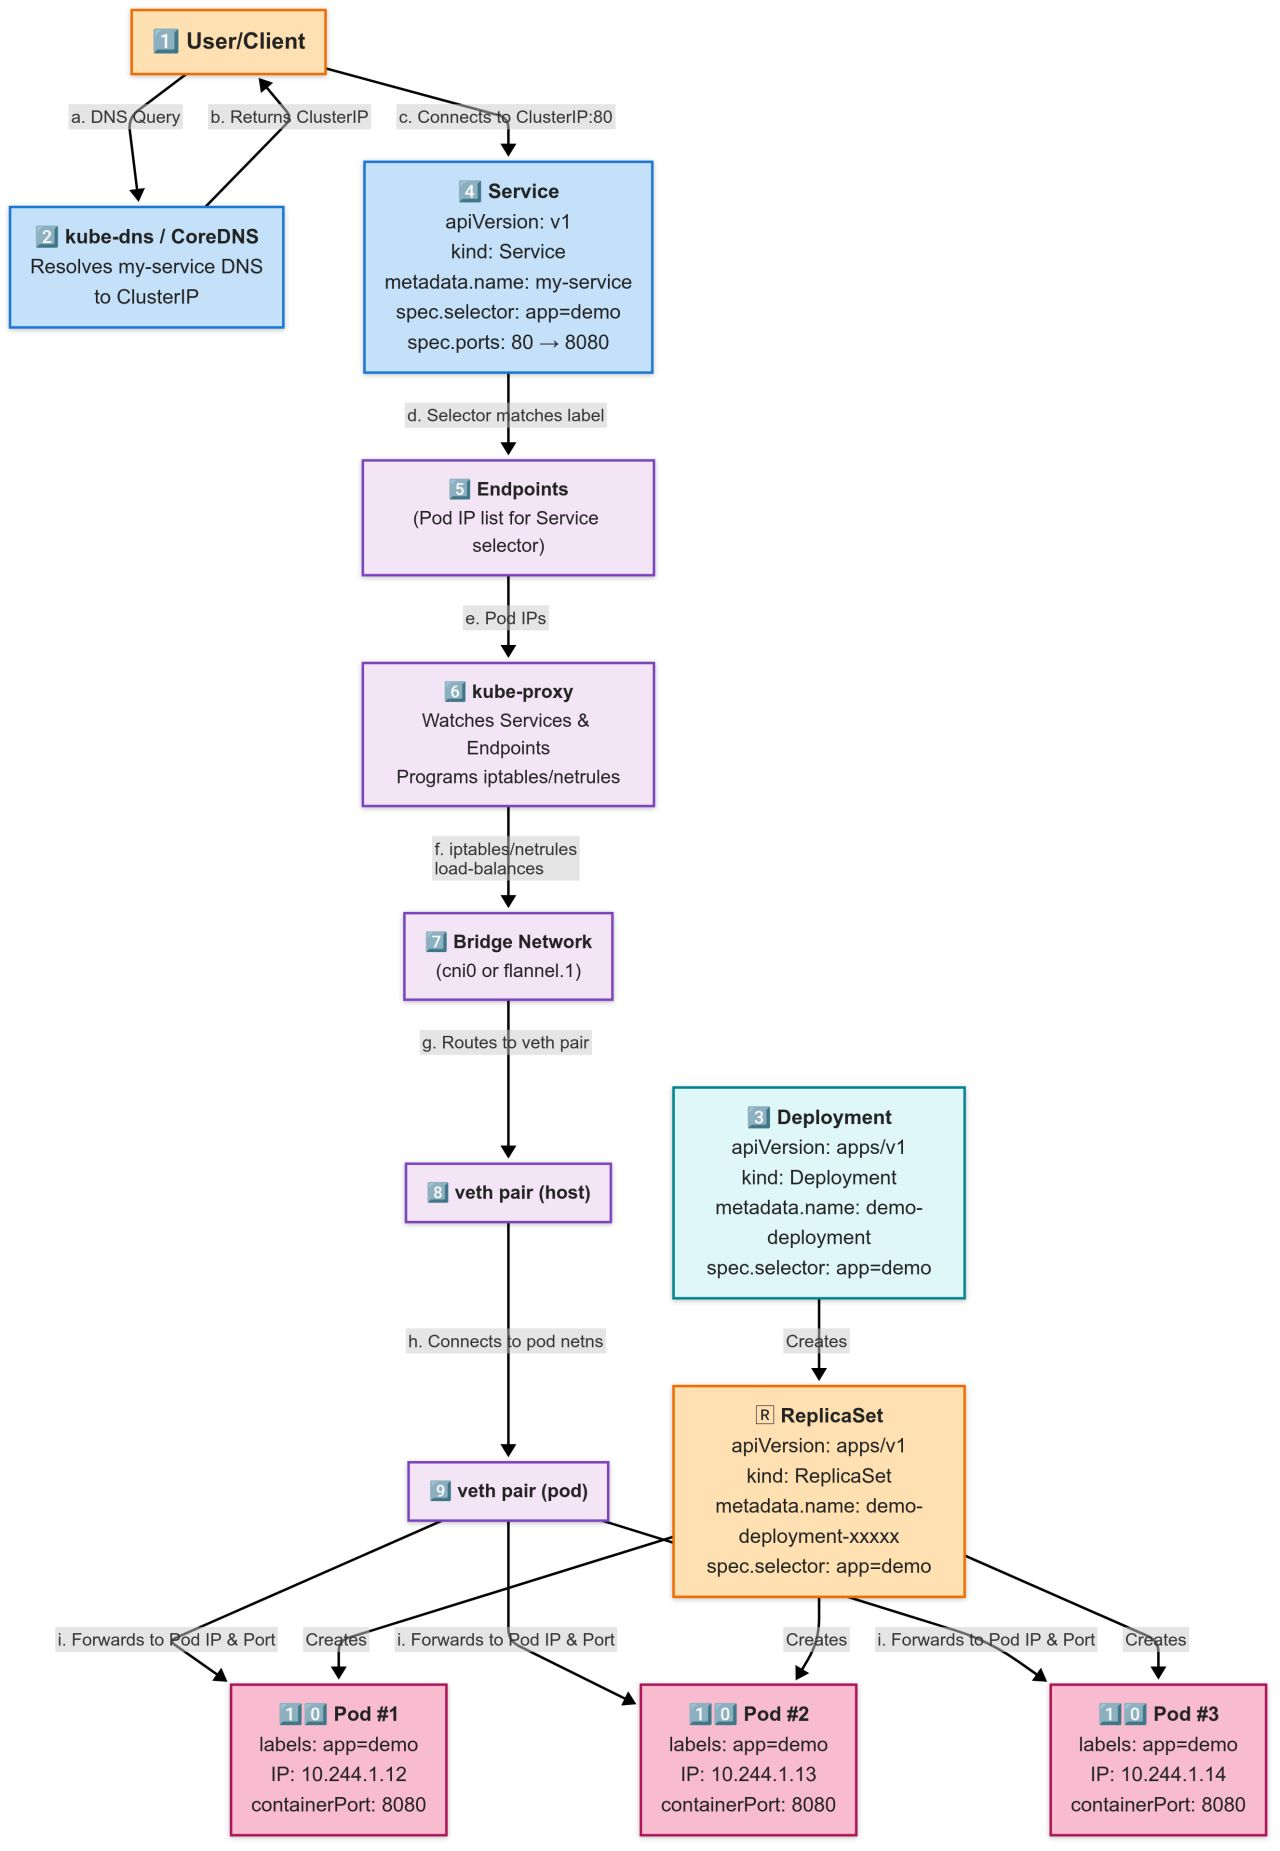 1️⃣ User/Client
a. DNS Query
b. Returns ClusterIP
c. Connects to ClusterIP:80
2️⃣ kube-dns / CoreDNS
Resolves my-service DNS
to ClusterIP
4️⃣ Service
apiVersion: v1
kind: Service
metadata.name: my-service
spec.selector: app=demo
spec.ports: 80 → 8080
d. Selector matches label
5️⃣ Endpoints
(Pod IP list for Service
selector)
e. Pod IPs
6️⃣ kube-proxy
Watches Services &
Endpoints
Programs iptables/netrules
f. iptables/netrules
load-balances
7️⃣ Bridge Network
(cni0 or flannel.1)
g. Routes to veth pair
3️⃣ Deployment
apiVersion: apps/v1
kind: Deployment
metadata.name: demo-
deployment
spec.selector: app=demo
8️⃣ veth pair (host)
h. Connects to pod netns
Creates
🅁 ReplicaSet
apiVersion: apps/v1
kind: ReplicaSet
metadata.name: demo-
deployment-xxxxx
spec.selector: app=demo
9️⃣ veth pair (pod)
i. Forwards to Pod IP & Port
Creates
i. Forwards to Pod IP & Port
Creates
i. Forwards to Pod IP & Port
Creates
1️⃣0️⃣ Pod #1
labels: app=demo
IP: 10.244.1.12
containerPort: 8080
1️⃣0️⃣ Pod #2
labels: app=demo
IP: 10.244.1.13
containerPort: 8080
1️⃣0️⃣ Pod #3
labels: app=demo
IP: 10.244.1.14
containerPort: 8080